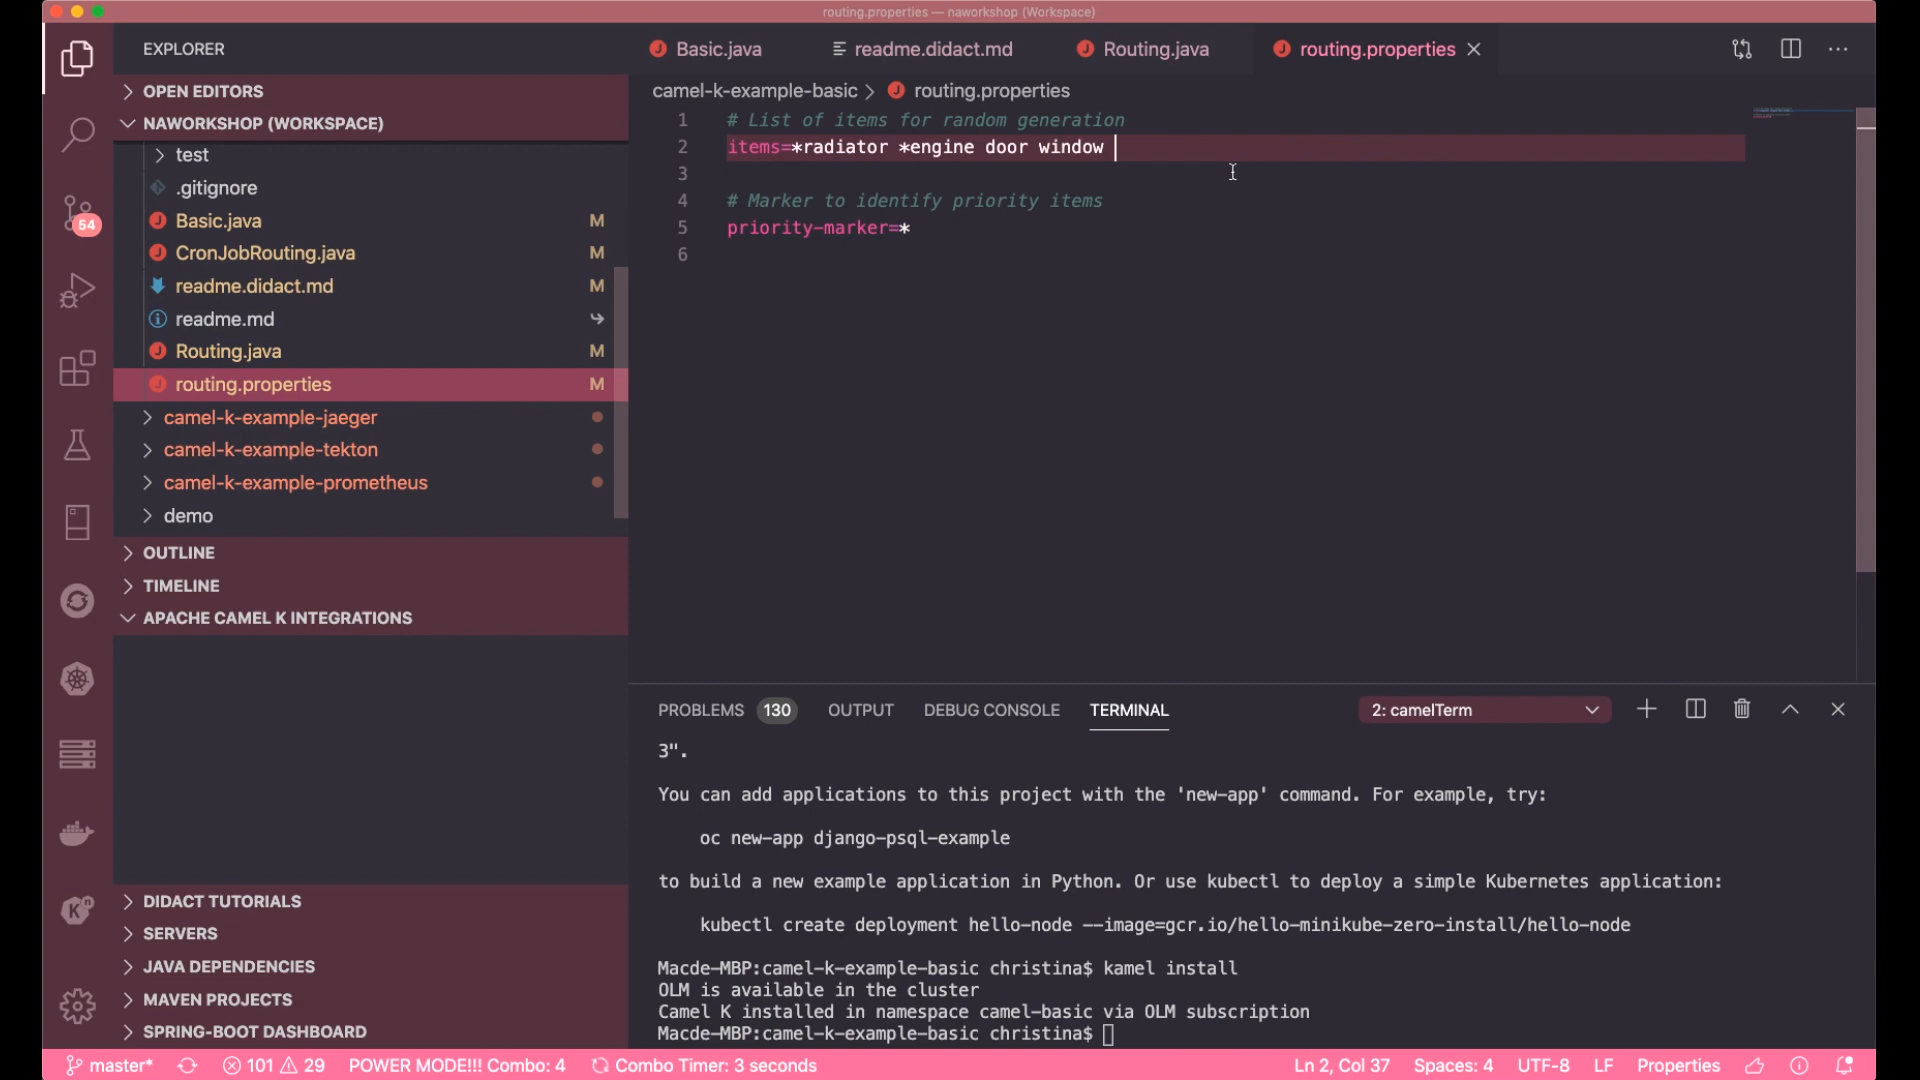 routing.properties — naworkshop (Workspace)
EXPLORER
OPEN EDITORS
NAWORKSHOP (WORKSPACE)
test
.gitignore
Basic.java M
CronJobRouting.java M
readme.didact.md M
readme.md
Routing.java M
routing.properties M
camel-k-example-jaeger
camel-k-example-tekton
camel-k-example-prometheus
demo
OUTLINE
TIMELINE
APACHE CAMEL K INTEGRATIONS
DIDACT TUTORIALS
SERVERS
JAVA DEPENDENCIES
MAVEN PROJECTS
SPRING-BOOT DASHBOARD
54
Basic.java readme.didact.md Routing.java routing.properties
camel-k-example-basic > routing.properties
1 # List of items for random generation
2 items=*radiator *engine door window
3
4 # Marker to identify priority items
5 priority-marker=*
6
PROBLEMS 130 OUTPUT DEBUG CONSOLE TERMINAL 2: camelTerm
3".
You can add applications to this project with the 'new-app' command. For example, try:
oc new-app django-psql-example
to build a new example application in Python. Or use kubectl to deploy a simple Kubernetes application:
kubectl create deployment hello-node --image=gcr.io/hello-minikube-zero-install/hello-node
Macde-MBP:camel-k-example-basic christina$ kamel install
OLM is available in the cluster
Camel K installed in namespace camel-basic via OLM subscription
Macde-MBP:camel-k-example-basic christina$
master* 101 29 POWER MODE!!! Combo: 4 Combo Timer: 3 seconds Ln 2, Col 37 Spaces: 4 UTF-8 LF Properties